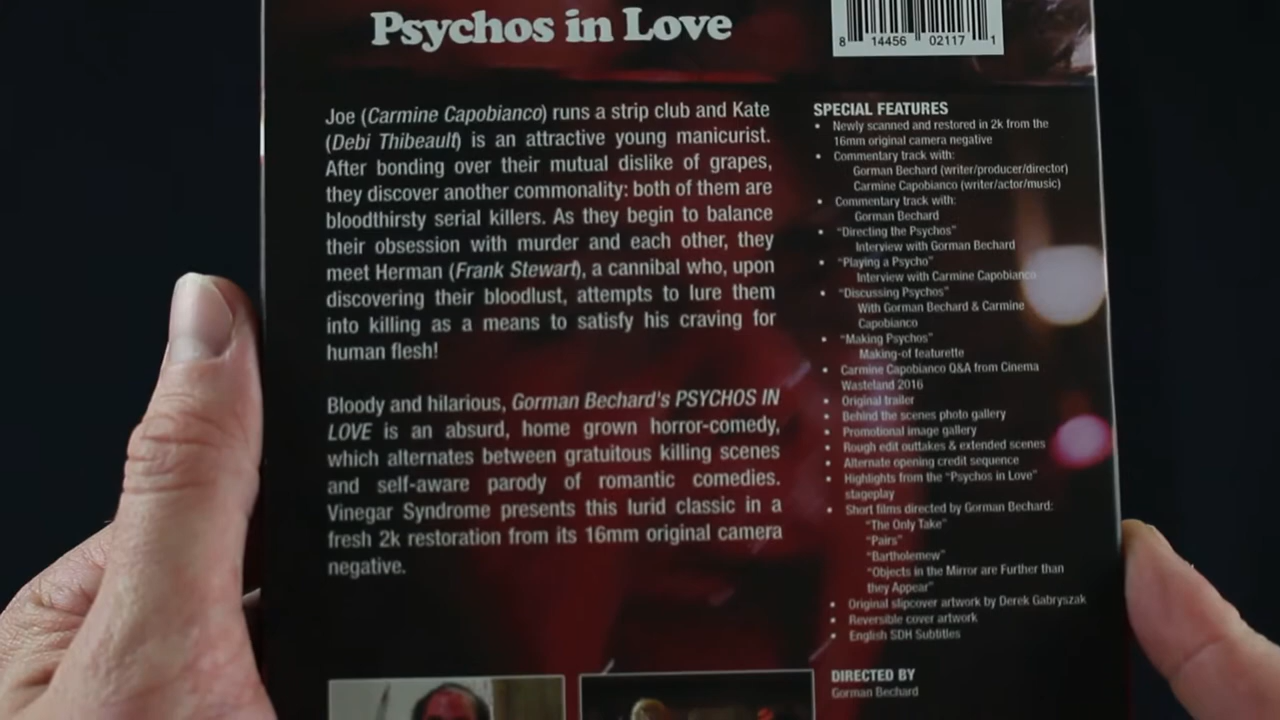 Psychos in Love
8 14456 02117 1
Joe (Carmine Capobianco) runs a strip club and Kate
(Debi Thibeault) is an attractive young manicurist.
After bonding over their mutual dislike of grapes,
they discover another commonality: both of them are
bloodthirsty serial killers. As they begin to balance
their obsession with murder and each other, they
meet Herman (Frank Stewart), a cannibal who, upon
discovering their bloodlust, attempts to lure them
into killing as a means to satisfy his craving for
human flesh!
Bloody and hilarious, Gorman Bechard's PSYCHOS IN
LOVE is an absurd, home grown horror-comedy,
which alternates between gratuitous killing scenes
and self-aware parody of romantic comedies.
Vinegar Syndrome presents this lurid classic in a
fresh 2k restoration from its 16mm original camera
negative.
SPECIAL FEATURES
• Newly scanned and restored in 2k from the
16mm original camera negative
• Commentary track with:
Gorman Bechard (writer/producer/director)
Carmine Capobianco (writer/actor/music)
• Commentary track with:
Gorman Bechard
• "Directing the Psychos"
Interview with Gorman Bechard
• "Playing a Psycho"
Interview with Carmine Capobianco
• "Discussing Psychos"
With Gorman Bechard & Carmine
Capobianco
• "Making Psychos"
Making-of featurette
• Carmine Capobianco Q&A from Cinema
Wasteland 2016
• Original trailer
• Behind the scenes photo gallery
• Promotional image gallery
• Rough edit outtakes & extended scenes
• Alternate opening credit sequence
• Highlights from the "Psychos in Love"
stageplay
• Short films directed by Gorman Bechard:
"The Only Take"
"Pairs"
"Bartholemew"
"Objects in the Mirror are Further than
they Appear"
• Original slipcover artwork by Derek Gabryszak
• Reversible cover artwork
• English SDH Subtitles
DIRECTED BY
Gorman Bechard